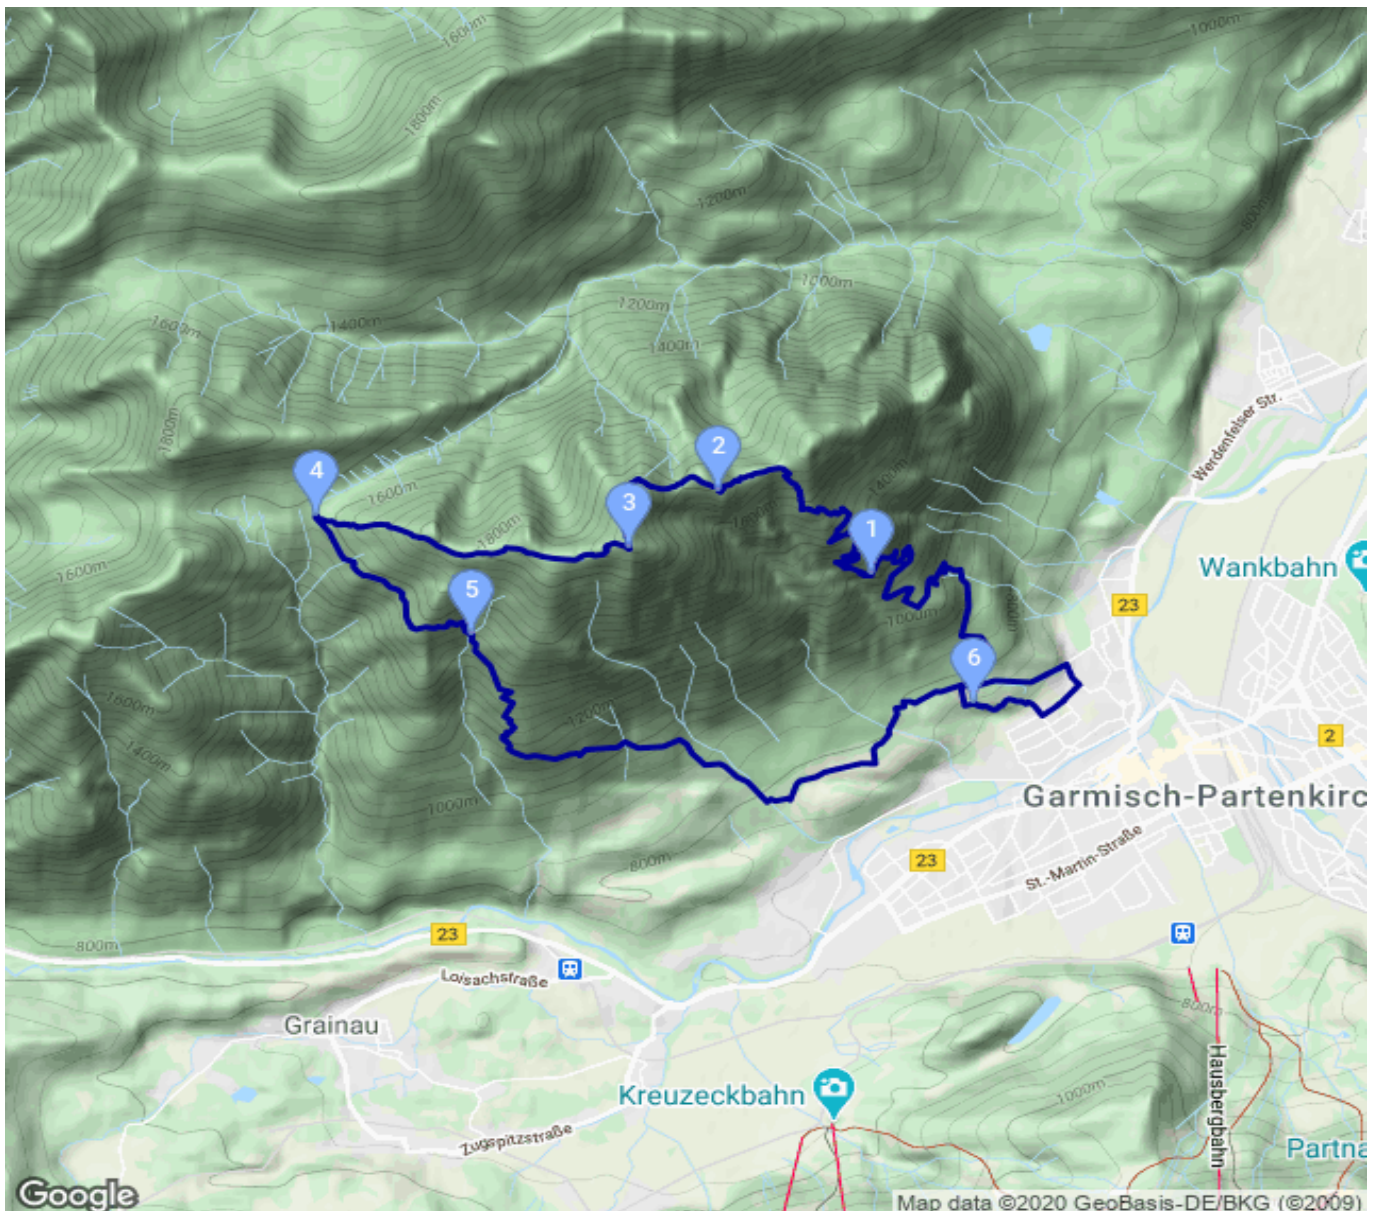 1600m
1000m
1800m
1200m
800m
1000m
1200m
1600m
1400m
1400m
Werdenfelser Str.
1800m
2
4
1400m
1600m
3
1800m
1600m
1
Wankbahn
1600m
5
23
1000m
800m
6
1600m
1200m
2
1400m
Garmisch-Partenkirc
1000m
St.-Martin-Straße
800m
23
23
800m
Loisachstraße
800m
Grainau
Hausbergbahn
Kreuzeckbahn
1000m
Zugspitzstraße
Partna
Google
Map data ©2020 GeoBasis-DE/BKG (©2009)